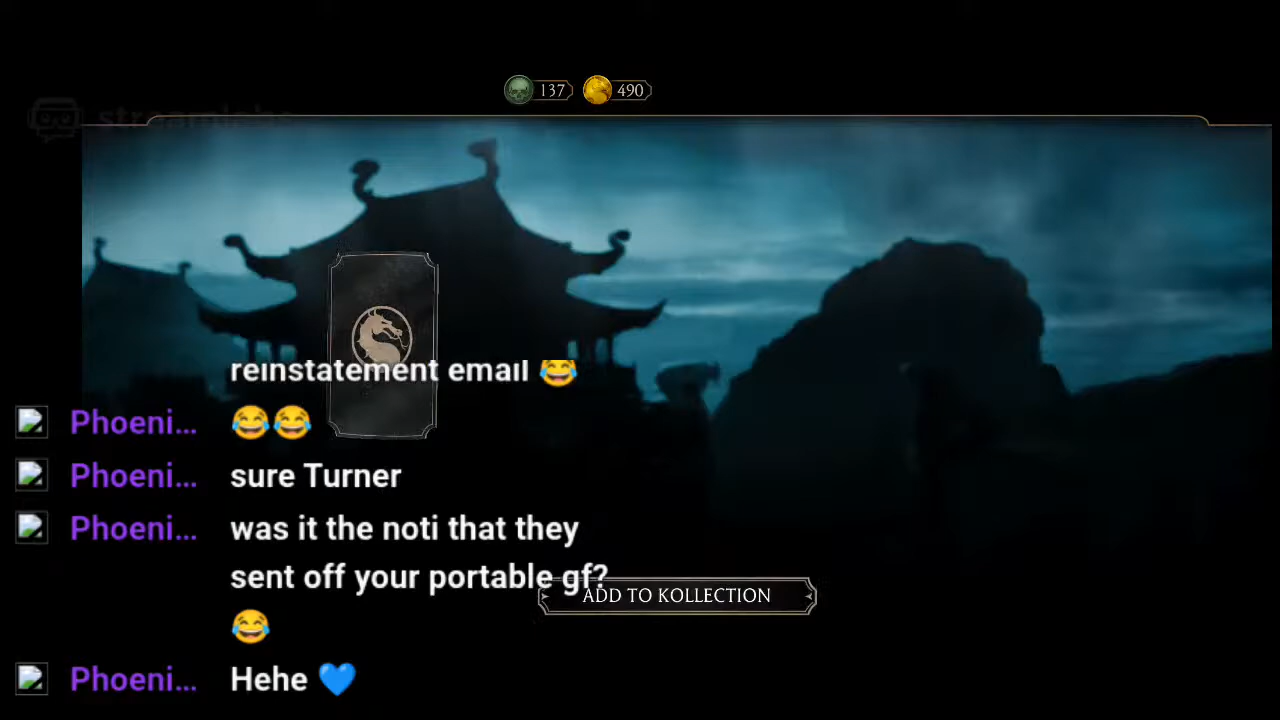 137 490
streamlabs
reinstatement email 😂
Phoeni... 😂😂
Phoeni... sure Turner
Phoeni... was it the noti that they
sent off your portable gf?
😂
ADD TO KOLLECTION
Phoeni... Hehe 💙